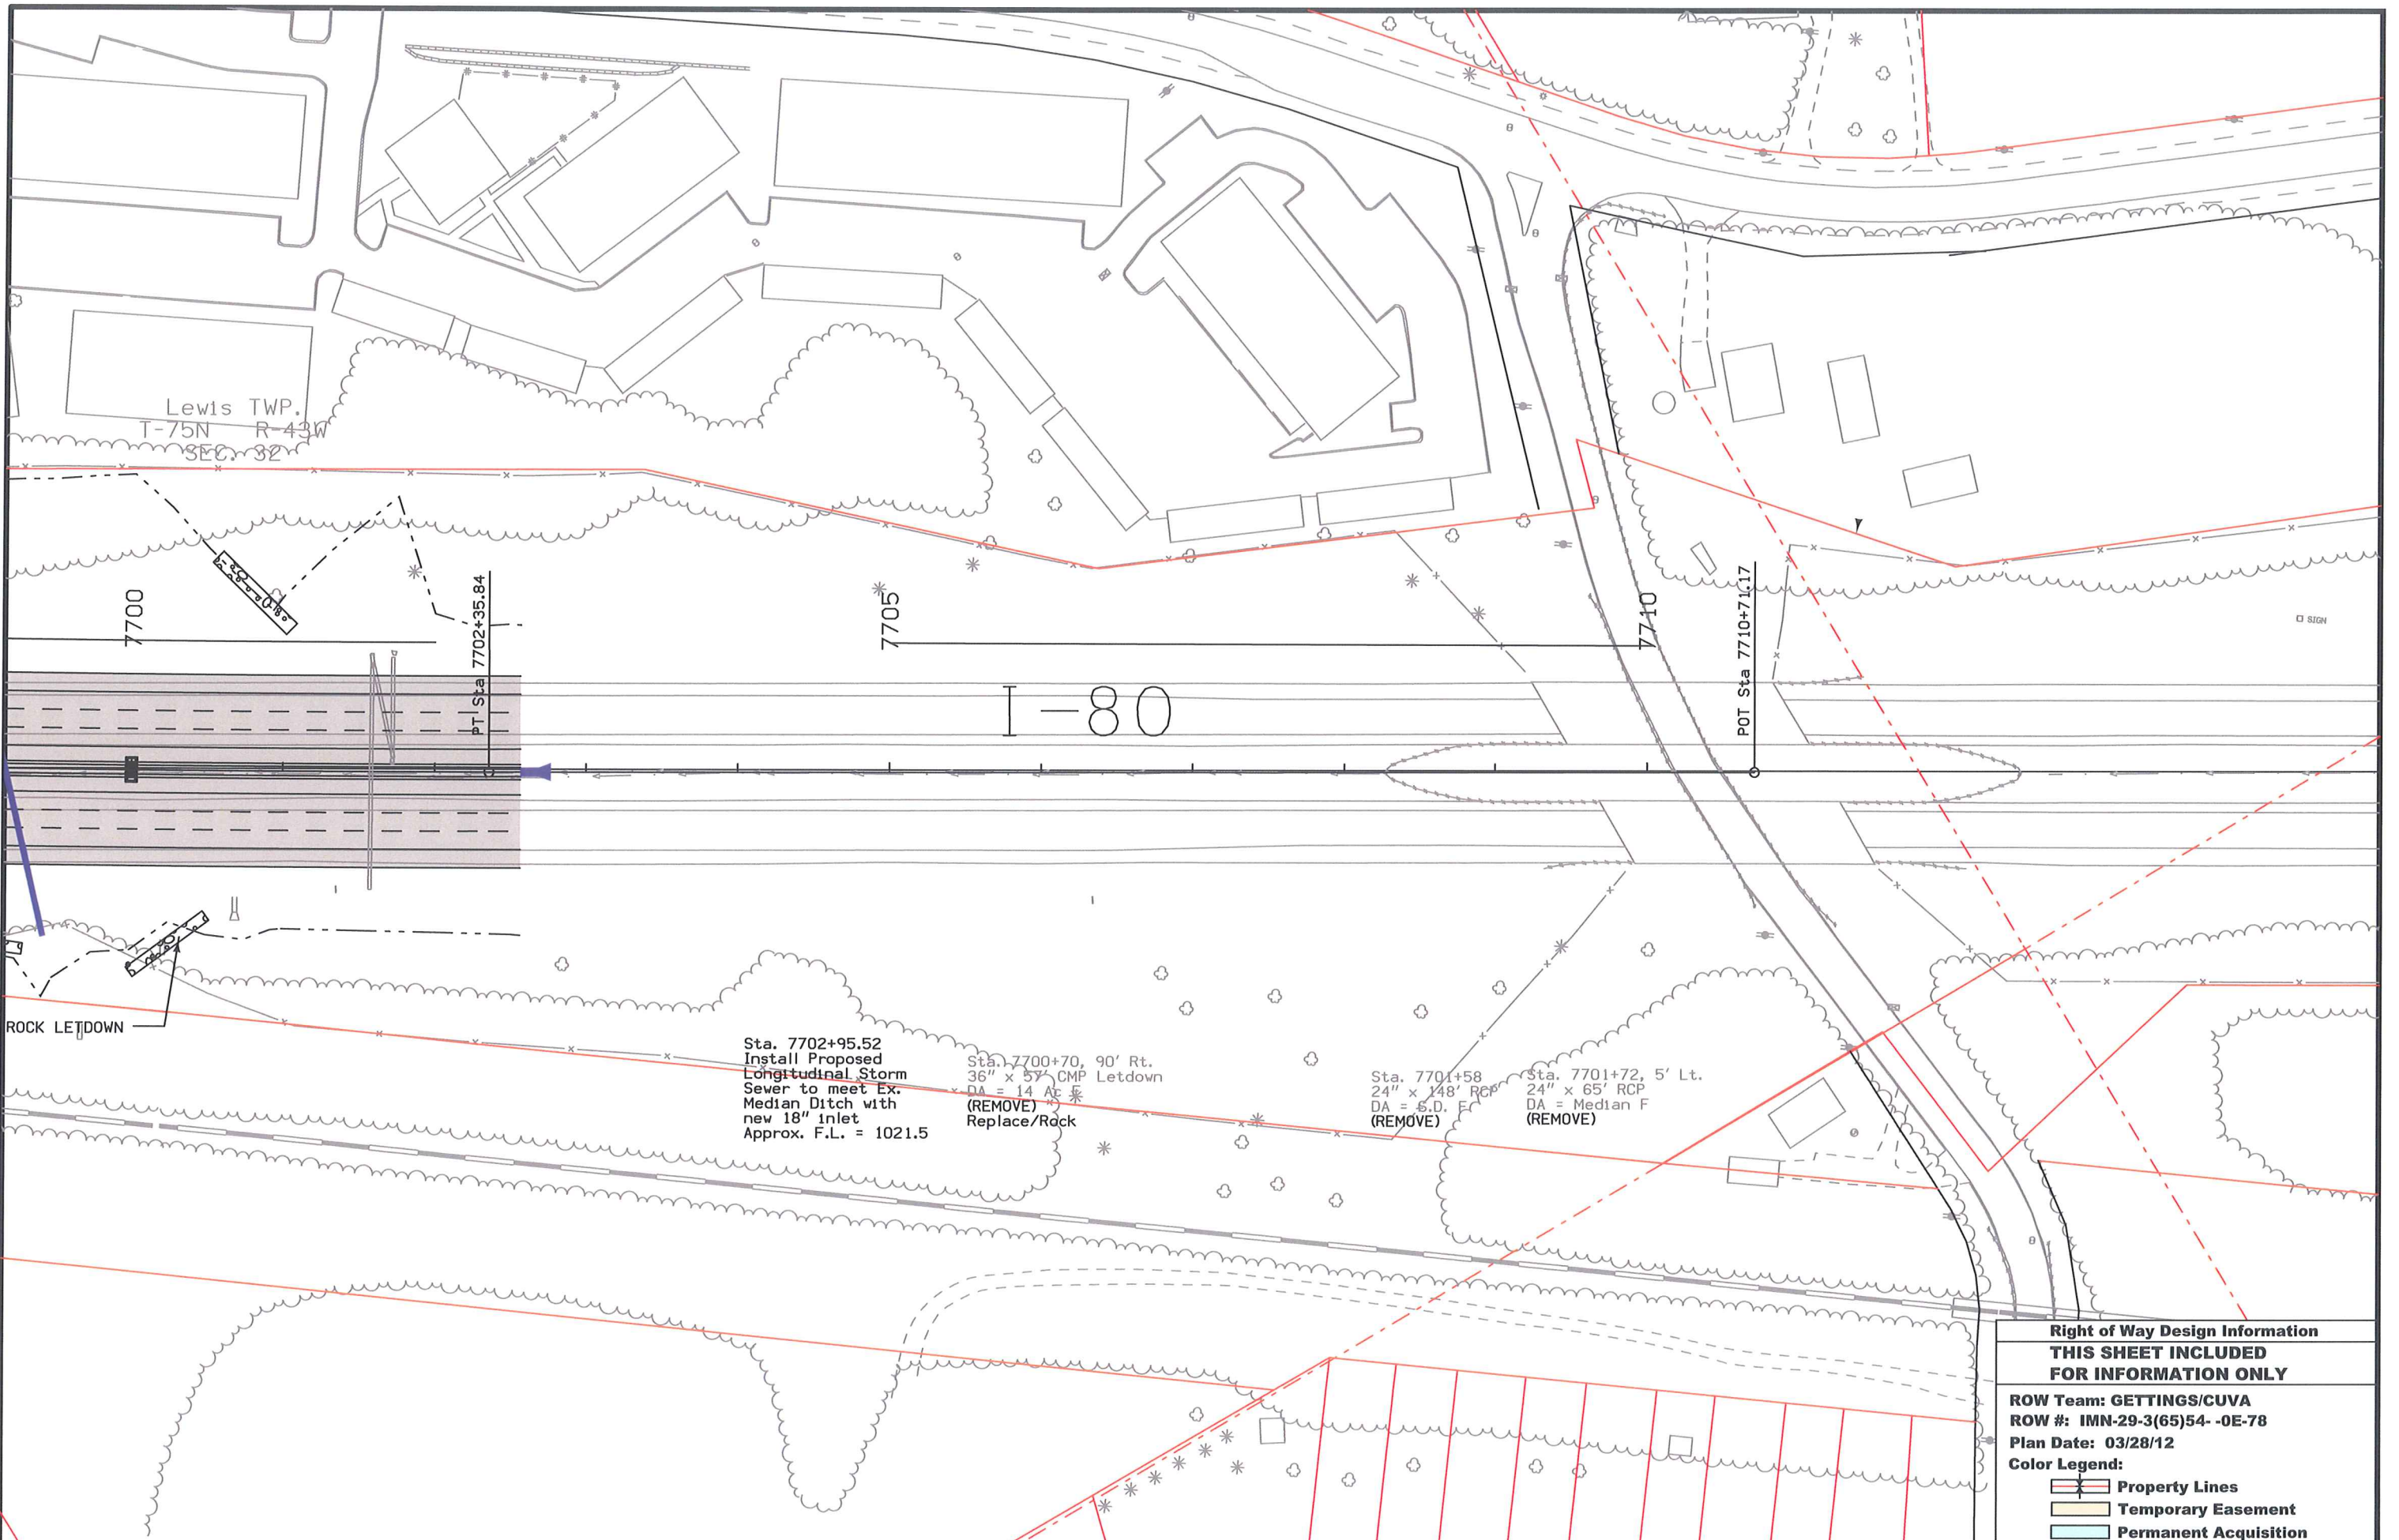 Lewis TWP.
T-75N R-43W
SEC. 32
7700
PT Sta 7702+35.84
7705
7710
POT Sta 7710+71.17
SIGN
I-80
ROCK LETDOWN
Sta. 7702+95.52
Install Proposed
Longitudinal Storm
Sewer to meet Ex.
Median Ditch with
new 18" inlet
Approx. F.L. = 1021.5
Sta. 7700+70, 90' Rt.
36" x 57' CMP Letdown
DA = 14 Ac F
(REMOVE)
Replace/Rock
Sta. 7701+58
24" x 148' RCP
DA = S.D. F
(REMOVE)
Sta. 7701+72, 5' Lt.
24" x 65' RCP
DA = Median F
(REMOVE)
Right of Way Design Information
THIS SHEET INCLUDED
FOR INFORMATION ONLY
ROW Team: GETTINGS/CUVA
ROW #: IMN-29-3(65)54- -0E-78
Plan Date: 03/28/12
Color Legend:
Property Lines
Temporary Easement
Permanent Acquisition